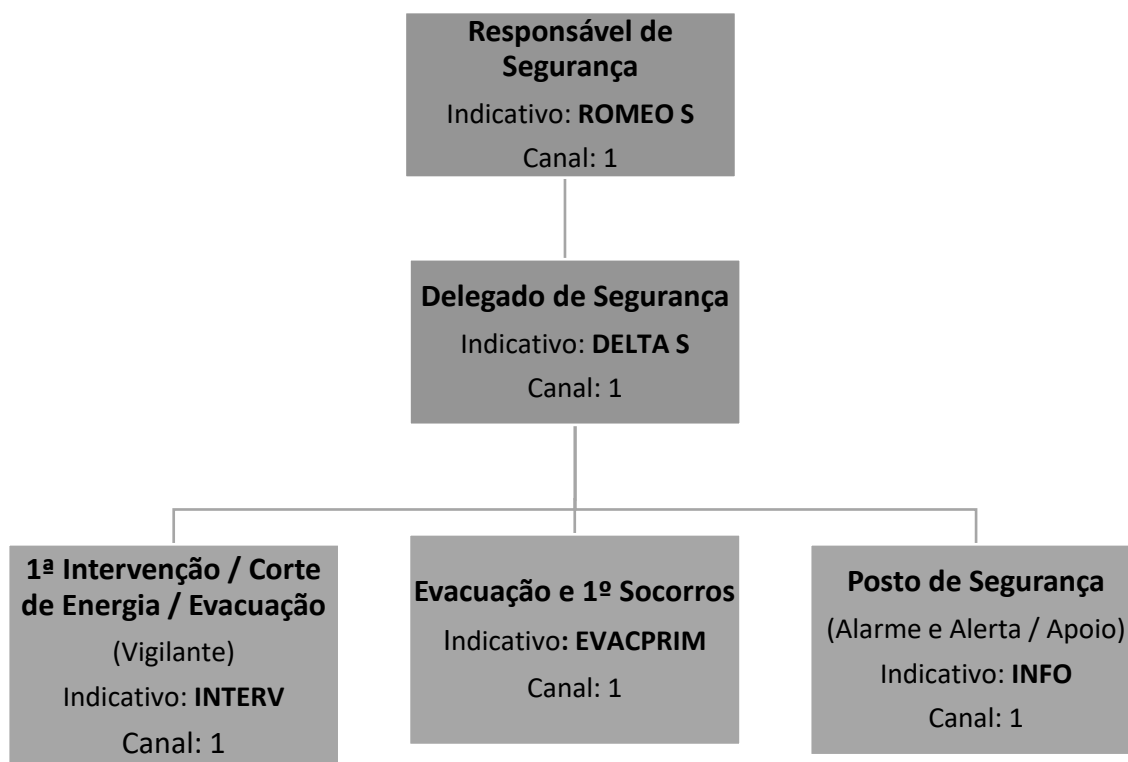 Responsável de
Segurança
Indicativo: ROMEO S
Canal: 1
Delegado de Segurança
Indicativo: DELTA S
Canal: 1
1ª Intervenção / Corte
de Energia / Evacuação
(Vigilante)
Indicativo: INTERV
Canal: 1
Evacuação e 1º Socorros
Indicativo: EVACPRIM
Canal: 1
Posto de Segurança
(Alarme e Alerta / Apoio)
Indicativo: INFO
Canal: 1